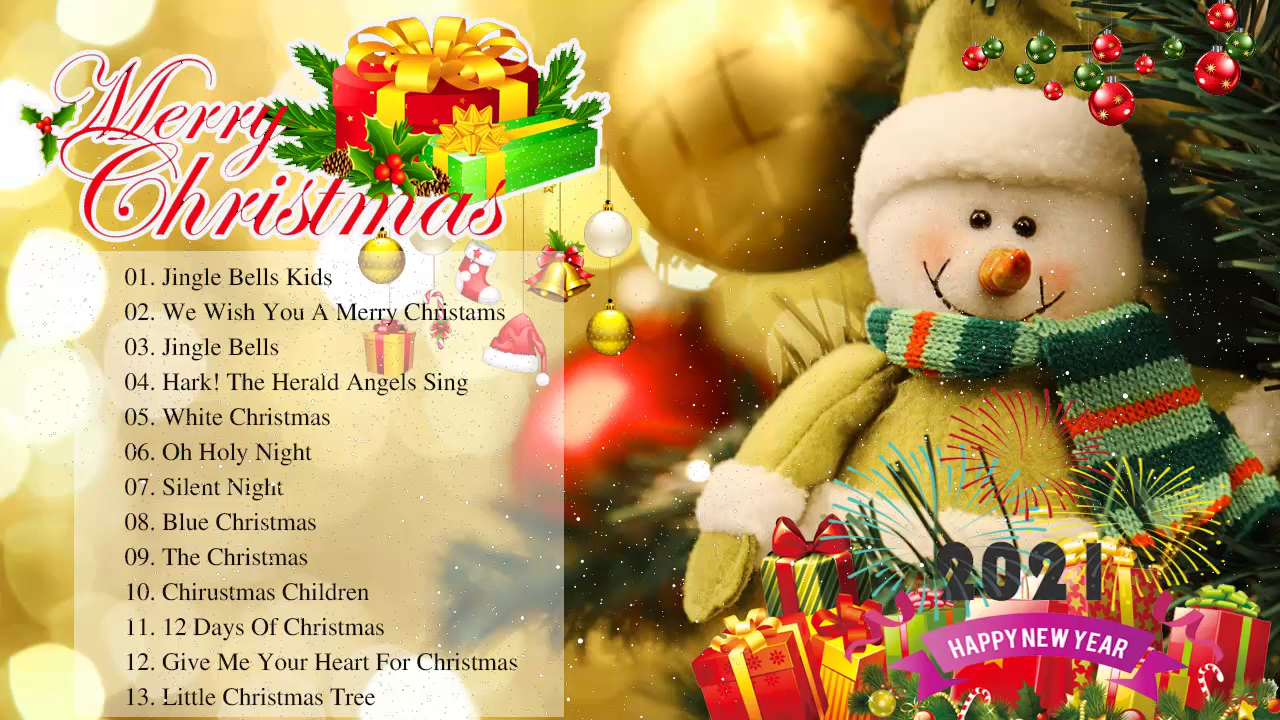 Merry
Christmas
01. Jingle Bells Kids
02. We Wish You A Merry Christams
03. Jingle Bells
04. Hark! The Herald Angels Sing
05. White Christmas
06. Oh Holy Night
07. Silent Night
08. Blue Christmas
09. The Christmas
10. Chirustmas Children
11. 12 Days Of Christmas
12. Give Me Your Heart For Christmas
13. Little Christmas Tree
2021
HAPPY NEW YEAR